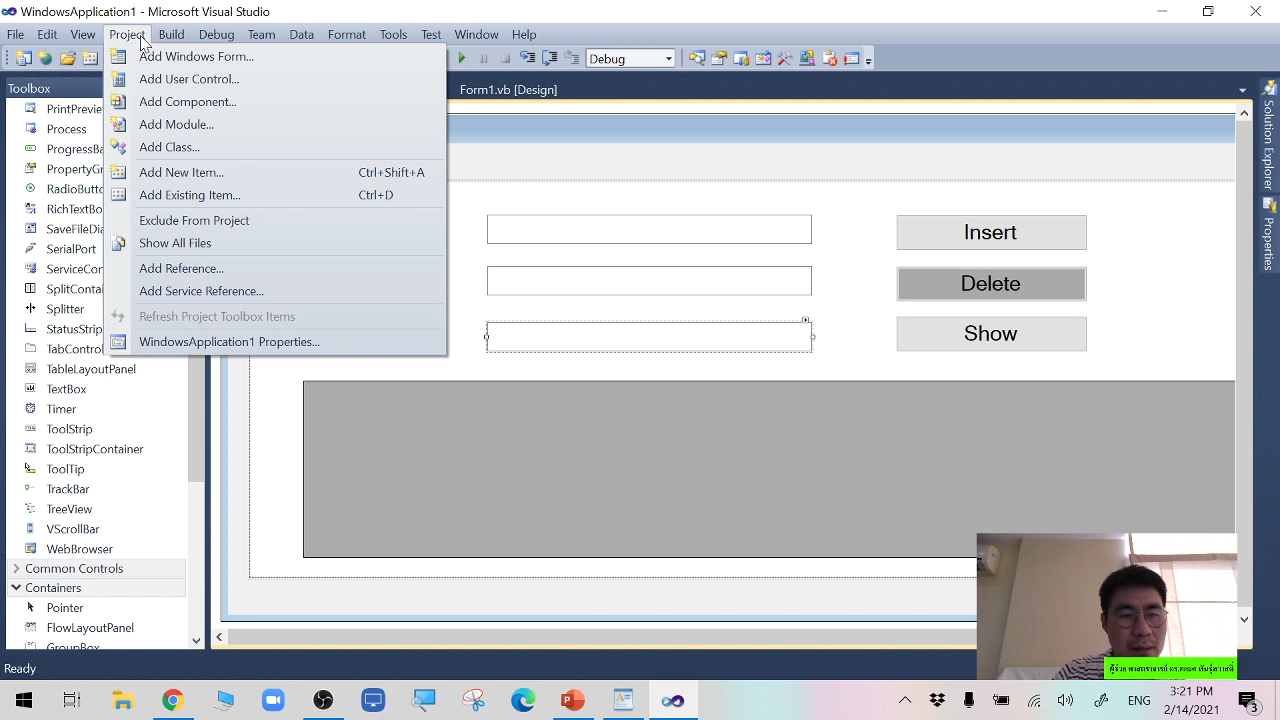 WindowsApplication1 - Microsoft Visual Studio
File Edit View Project Build Debug Team Data Format Tools Test Window Help
Debug
Toolbox
Form1.vb [Design]
Add Windows Form...
Add User Control...
Add Component...
Add Module...
Add Class...
Add New Item... Ctrl+Shift+A
Add Existing Item... Ctrl+D
Exclude From Project
Show All Files
Add Reference...
Add Service Reference...
Refresh Project Toolbox Items
WindowsApplication1 Properties...
PrintPrevie
Process
ProgressBa
PropertyGr
RadioButto
RichTextBo
SaveFileDia
SerialPort
ServiceCon
SplitContai
Splitter
StatusStrip
TabControl
TableLayoutPanel
TextBox
Timer
ToolStrip
ToolStripContainer
ToolTip
TrackBar
TreeView
VScrollBar
WebBrowser
Common Controls
Containers
Pointer
FlowLayoutPanel
GroupBox
Insert
Delete
Show
Solution Explorer
Properties
Ready
ENG
3:21 PM
2/14/2021
3